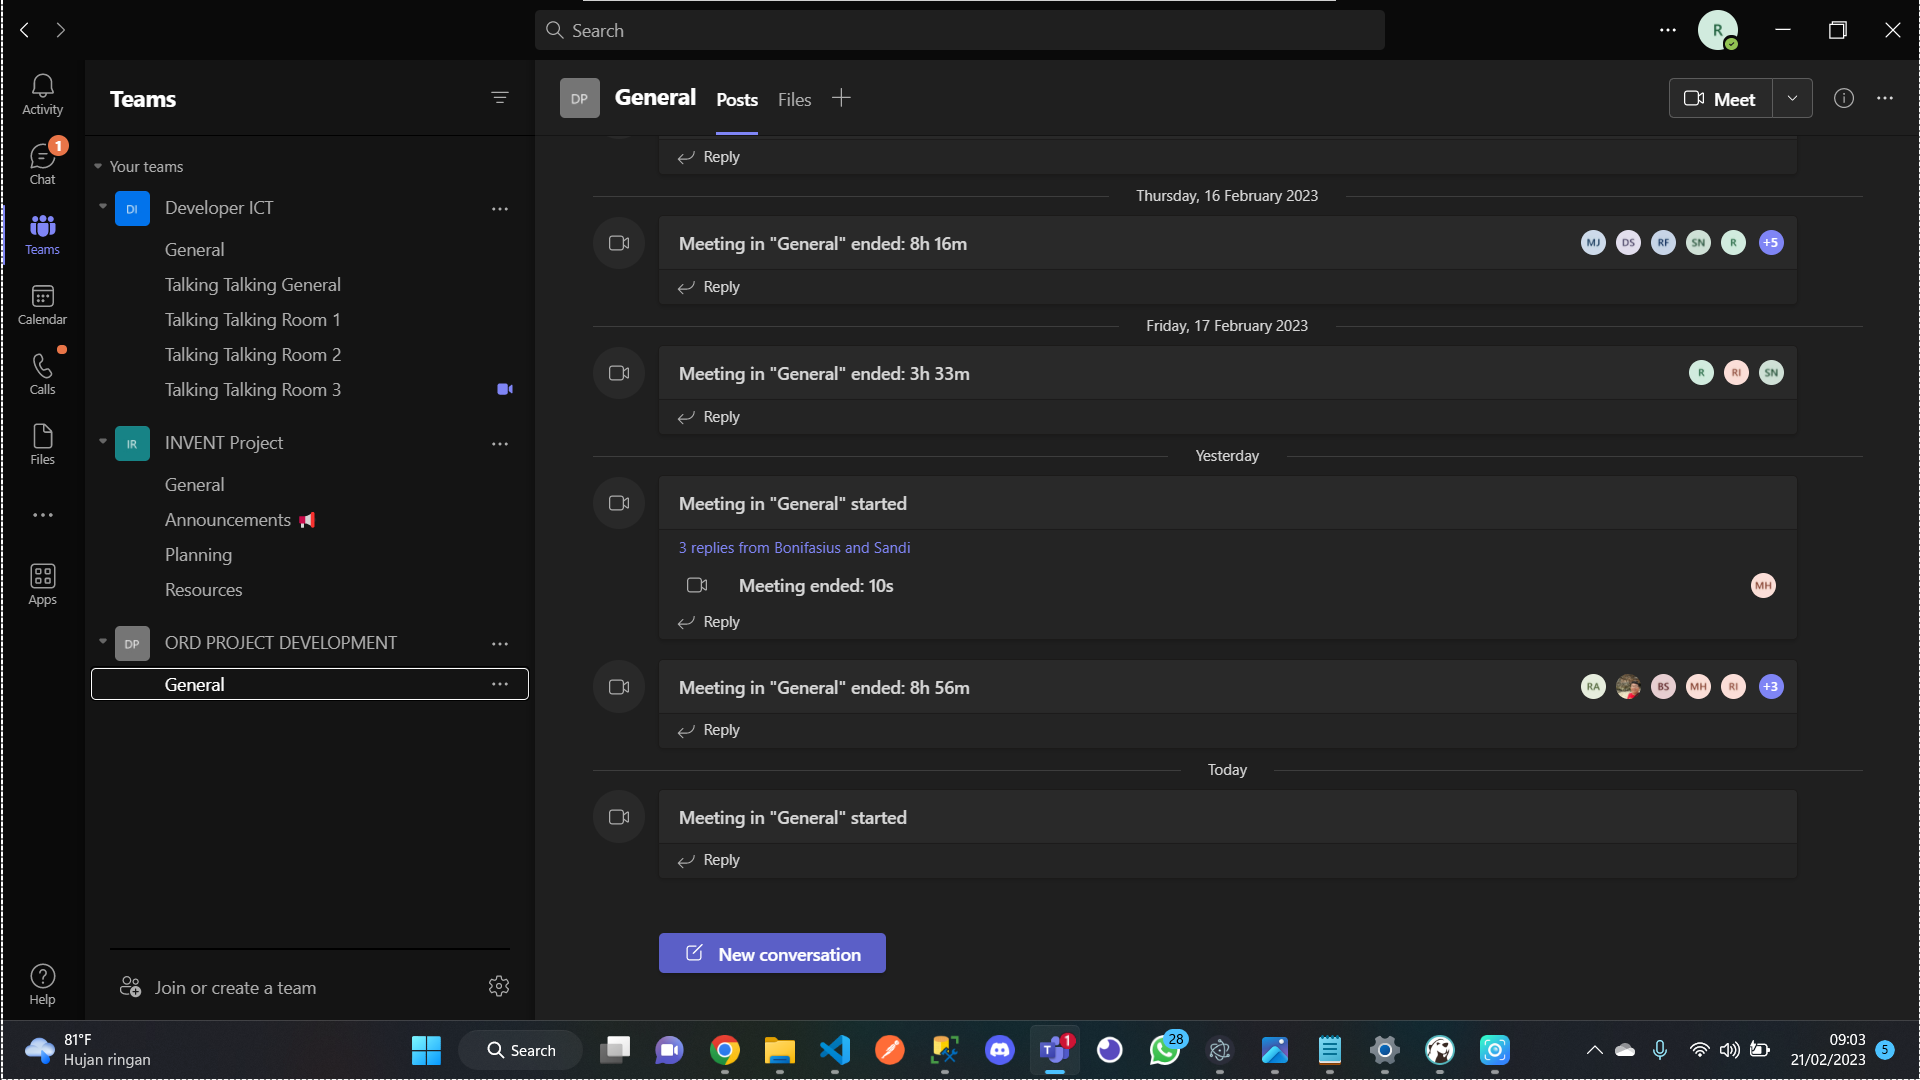 Search
R
Activity
1
Chat
Teams
Calendar
Calls
Files
Apps
Help
Teams
Your teams
DI Developer ICT
General
Talking Talking General
Talking Talking Room 1
Talking Talking Room 2
Talking Talking Room 3
IR INVENT Project
General
Announcements
Planning
Resources
DP ORD PROJECT DEVELOPMENT
General
Join or create a team
DP General Posts Files Meet
Reply
Thursday, 16 February 2023
Meeting in "General" ended: 8h 16m MJ DS RF SN R +5
Reply
Friday, 17 February 2023
Meeting in "General" ended: 3h 33m R RI SN
Reply
Yesterday
Meeting in "General" started
3 replies from Bonifasius and Sandi
Meeting ended: 10s MH
Reply
Meeting in "General" ended: 8h 56m RA BS MH RI +3
Reply
Today
Meeting in "General" started
Reply
New conversation
81°F
Hujan ringan
Search
T 1
28
09:03
21/02/2023 5